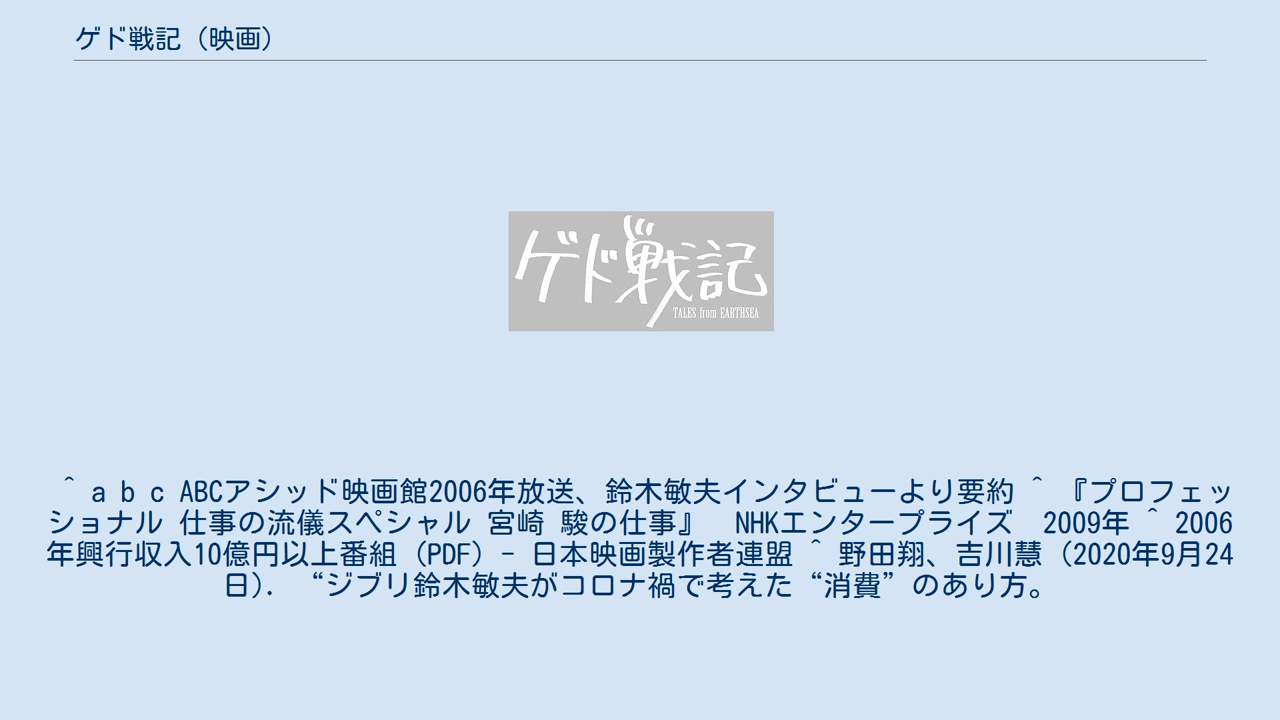 ゲド戦記（映画）
ゲド戦記
TALES from EARTHSEA
^ a b c ABCアシッド映画館2006年放送、鈴木敏夫インタビューより要約 ^ 『プロフェッ
ショナル 仕事の流儀スペシャル 宮崎 駿の仕事』　NHKエンタープライズ　2009年 ^ 2006
年興行収入10億円以上番組（PDF）- 日本映画製作者連盟 ^ 野田翔、吉川慧（2020年9月24
日）. “ジブリ鈴木敏夫がコロナ禍で考えた“消費”のあり方。